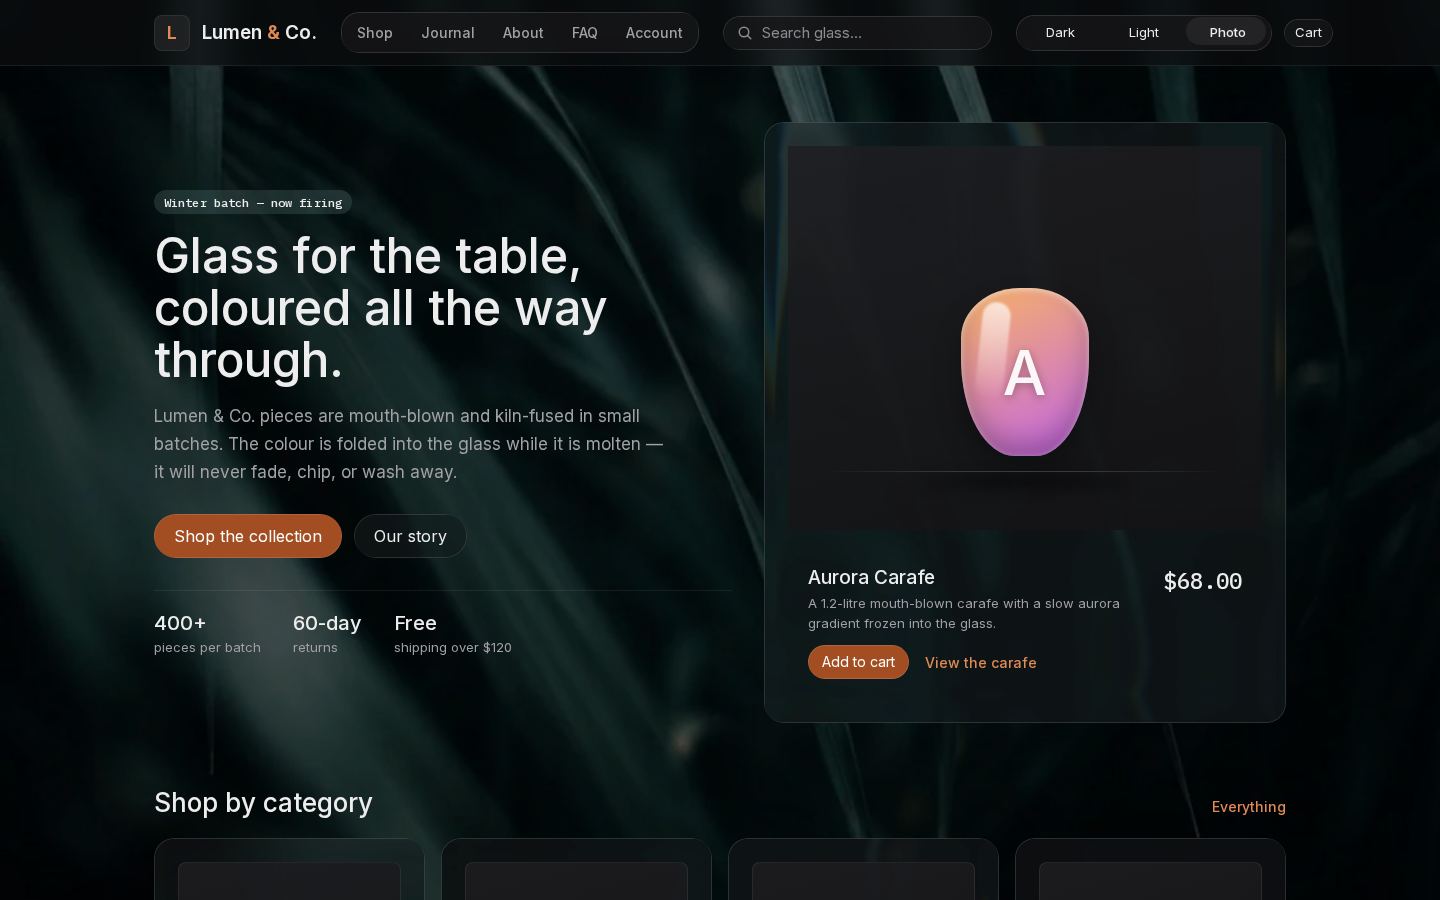 L
Lumen & Co.
Shop Journal About FAQ Account
Search glass...
Dark Light Photo
Cart
Winter batch — now firing
Glass for the table,
coloured all the way
through.
Lumen & Co. pieces are mouth-blown and kiln-fused in small
batches. The colour is folded into the glass while it is molten —
it will never fade, chip, or wash away.
Shop the collection
Our story
400+
pieces per batch
60-day
returns
Free
shipping over $120
A
Aurora Carafe
$68.00
A 1.2-litre mouth-blown carafe with a slow aurora
gradient frozen into the glass.
Add to cart
View the carafe
Shop by category
Everything